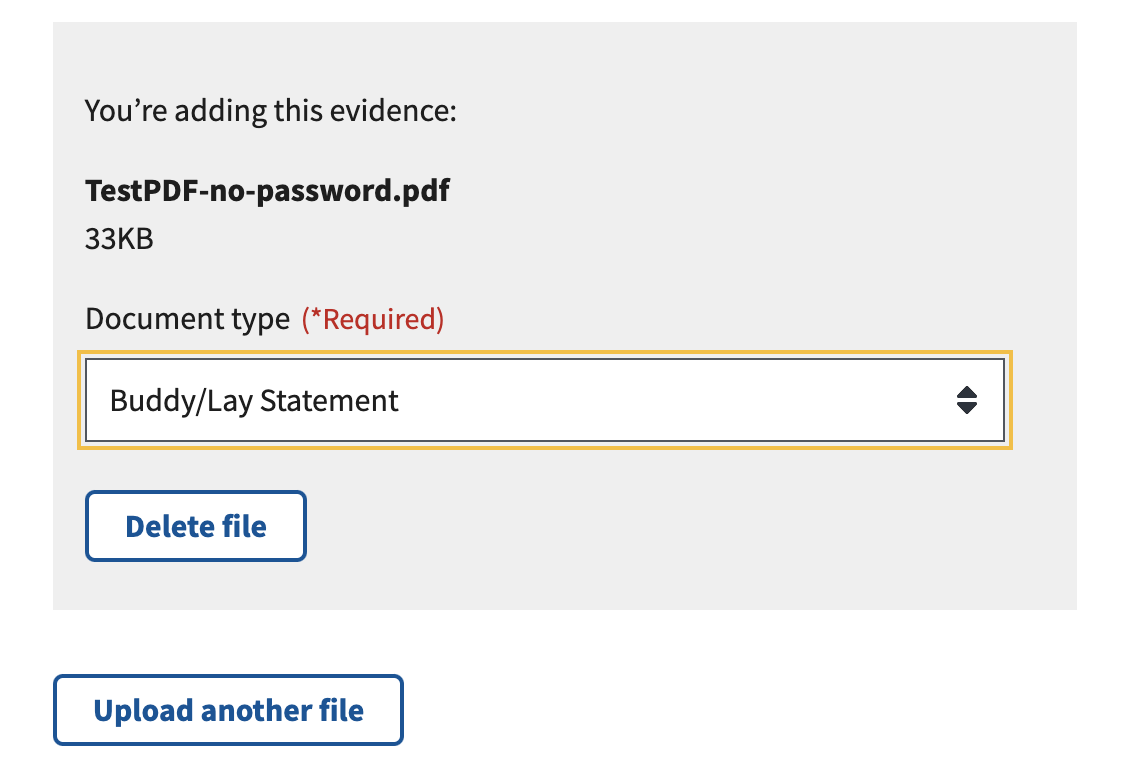 You’re adding this evidence:
TestPDF-no-password.pdf
33KB
Document type (*Required)
Buddy/Lay Statement
Delete file
Upload another file